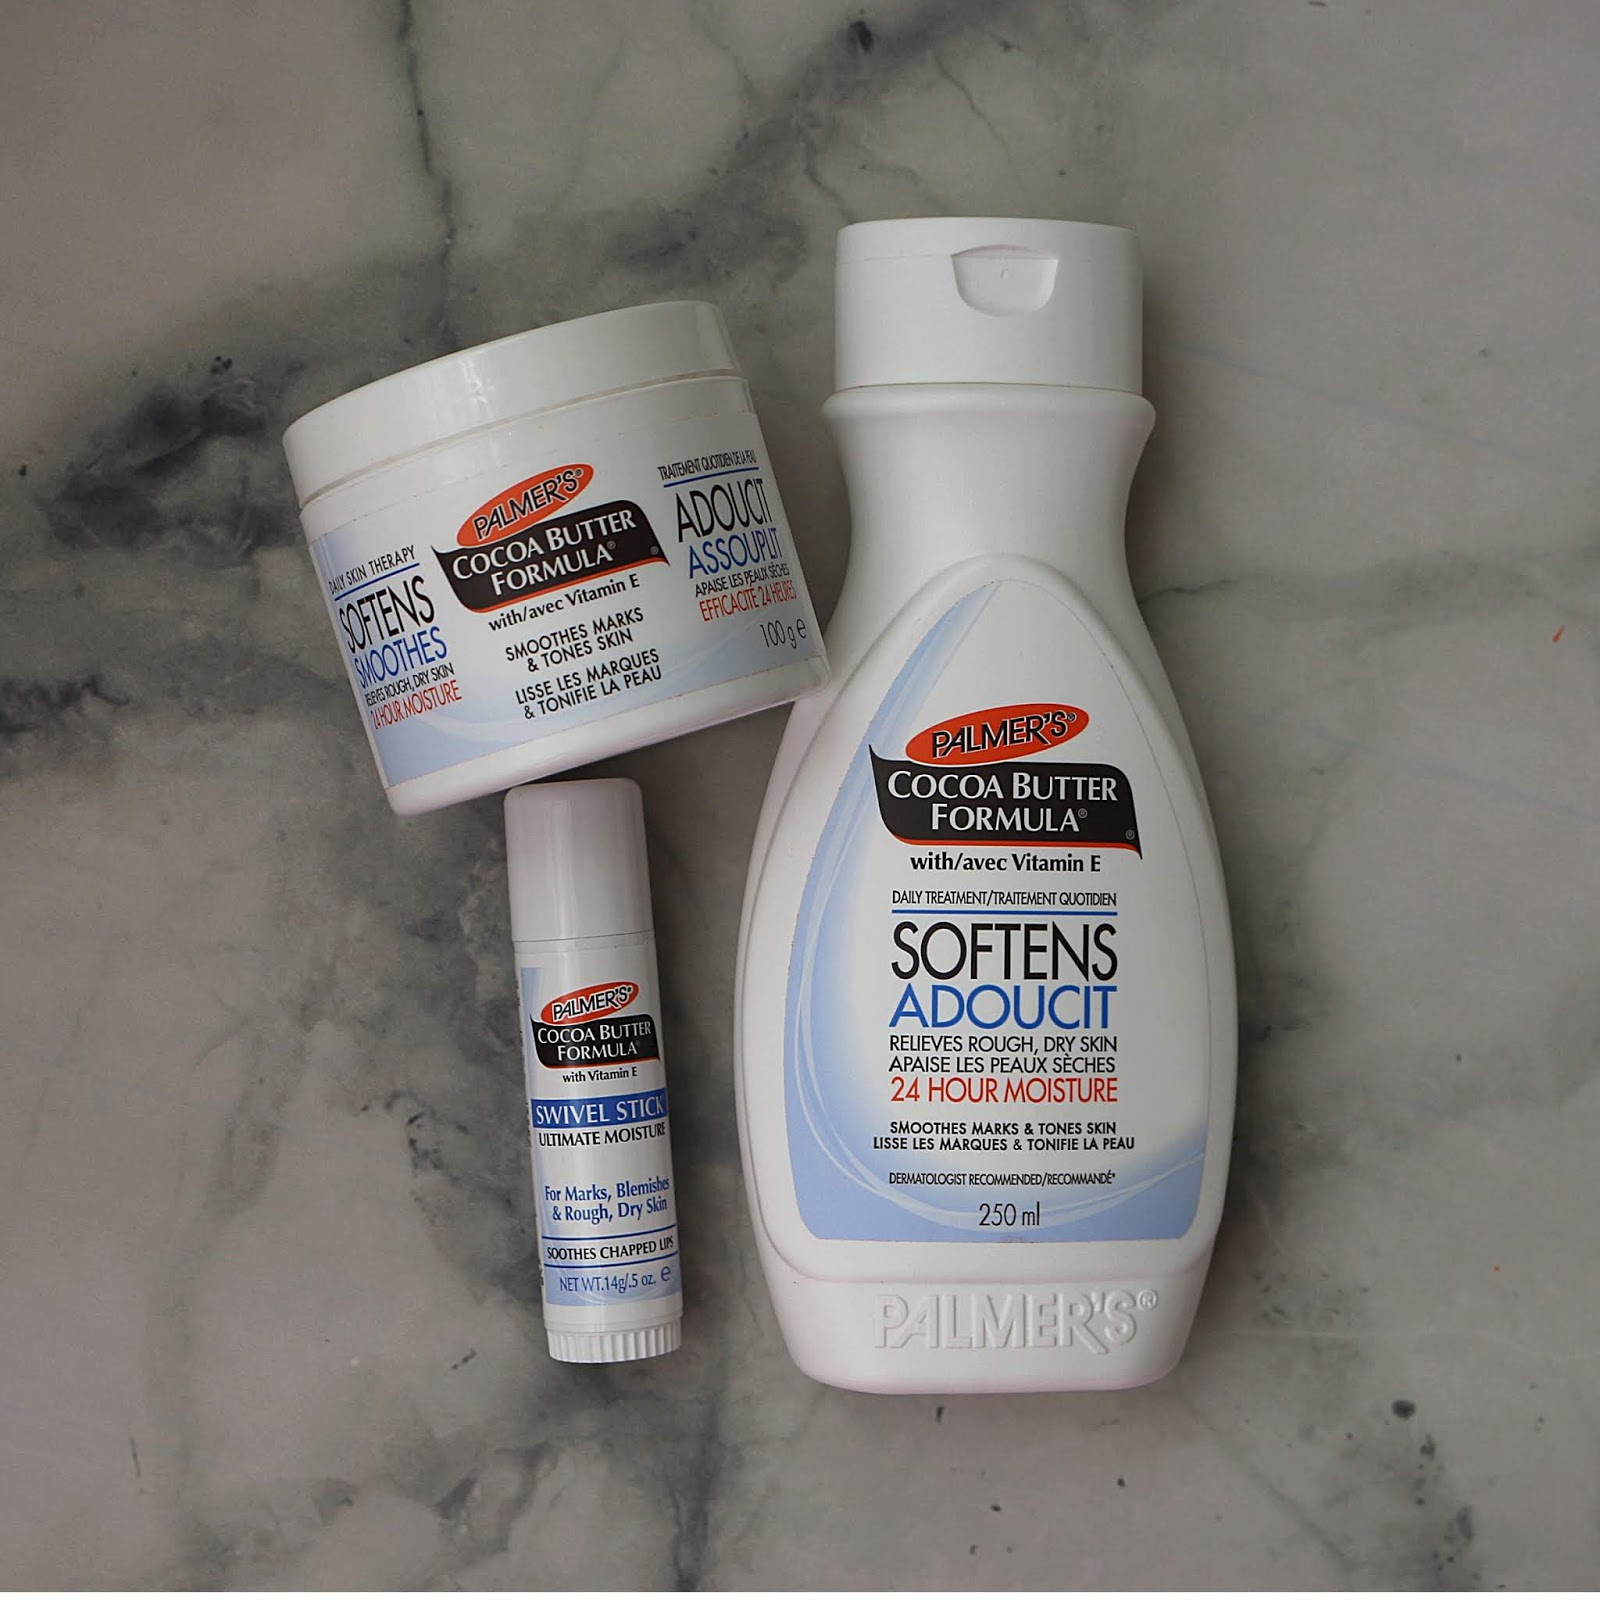 PALMER'S®
COCOA BUTTER
FORMULA®
with/avec Vitamin E
SMOOTHES MARKS
& TONES SKIN
LISSE LES MARQUES
& TONIFIE LA PEAU
DAILY SKIN THERAPY
SOFTENS
SMOOTHES
RELIEVES ROUGH, DRY SKIN
24 HOUR MOISTURE
TRAITEMENT QUOTIDIEN DE LA PEAU
ADOUCIT
ASSOUPLIT
APAISE LES PEAUX SÈCHES
EFFICACITÉ 24 HEURES
100 g e
PALMER'S®
COCOA BUTTER
FORMULA®
with Vitamin E
SWIVEL STICK
ULTIMATE MOISTURE
For Marks, Blemishes
& Rough, Dry Skin
SOOTHES CHAPPED LIPS
NET WT.14g/.5 oz. e
PALMER'S®
COCOA BUTTER
FORMULA®
with/avec Vitamin E
DAILY TREATMENT/TRAITEMENT QUOTIDIEN
SOFTENS
ADOUCIT
RELIEVES ROUGH, DRY SKIN
APAISE LES PEAUX SÈCHES
24 HOUR MOISTURE
SMOOTHES MARKS & TONES SKIN
LISSE LES MARQUES & TONIFIE LA PEAU
DERMATOLOGIST RECOMMENDED/RECOMMANDÉ*
250 ml
PALMER'S®